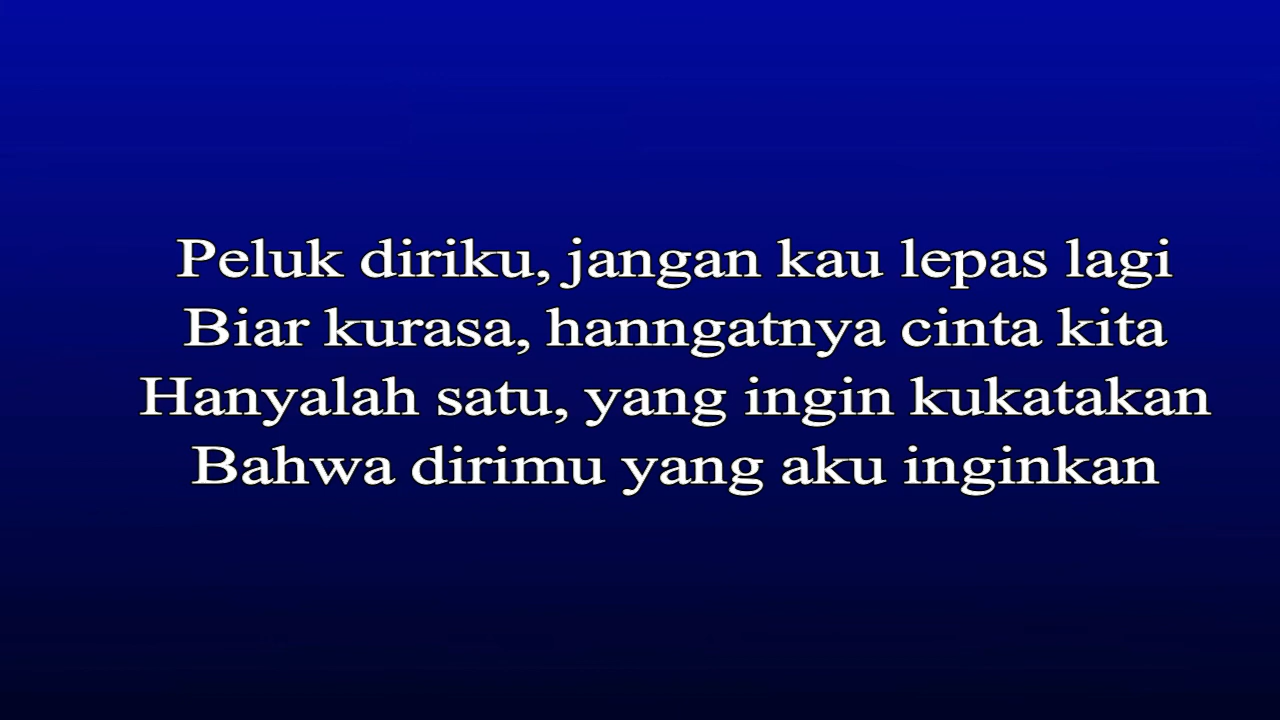 Peluk diriku, jangan kau lepas lagi
Biar kurasa, hanngatnya cinta kita
Hanyalah satu, yang ingin kukatakan
Bahwa dirimu yang aku inginkan